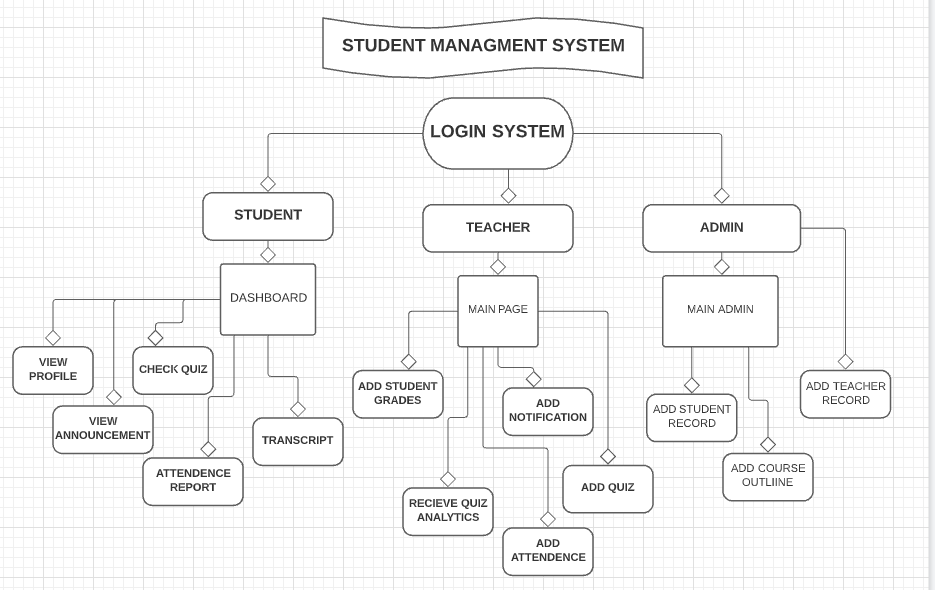 STUDENT MANAGMENT SYSTEM
LOGIN SYSTEM
STUDENT
TEACHER
ADMIN
DASHBOARD
MAIN PAGE
MAIN ADMIN
VIEW
PROFILE
CHECK QUIZ
VIEW
ANNOUNCEMENT
ATTENDENCE
REPORT
TRANSCRIPT
ADD STUDENT
GRADES
ADD
NOTIFICATION
RECIEVE QUIZ
ANALYTICS
ADD
ATTENDENCE
ADD QUIZ
ADD STUDENT
RECORD
ADD COURSE
OUTLIINE
ADD TEACHER
RECORD